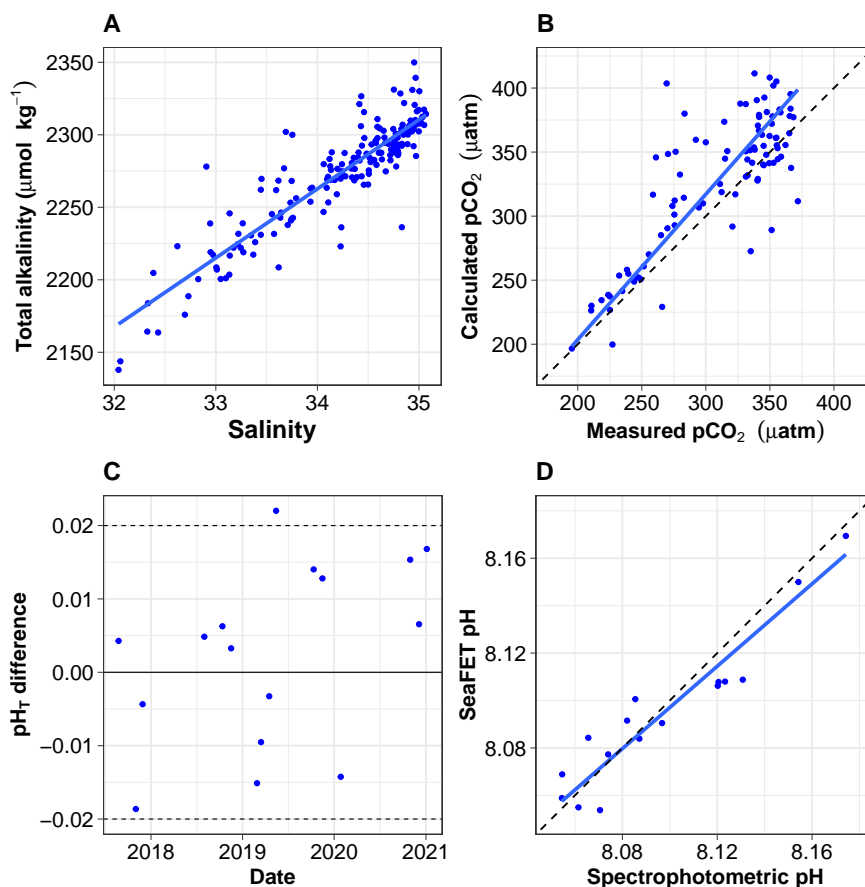 A
2350
2300
2250
2200
2150
Total alkalinity (μmol kg⁻¹)
32 33 34 35
Salinity
B
400
350
300
250
200
Calculated pCO₂ (μatm)
200 250 300 350 400
Measured pCO₂ (μatm)
C
0.02
0.01
0.00
−0.01
−0.02
pH_T difference
2018 2019 2020 2021
Date
D
8.16
8.12
8.08
SeaFET pH
8.08 8.12 8.16
Spectrophotometric pH